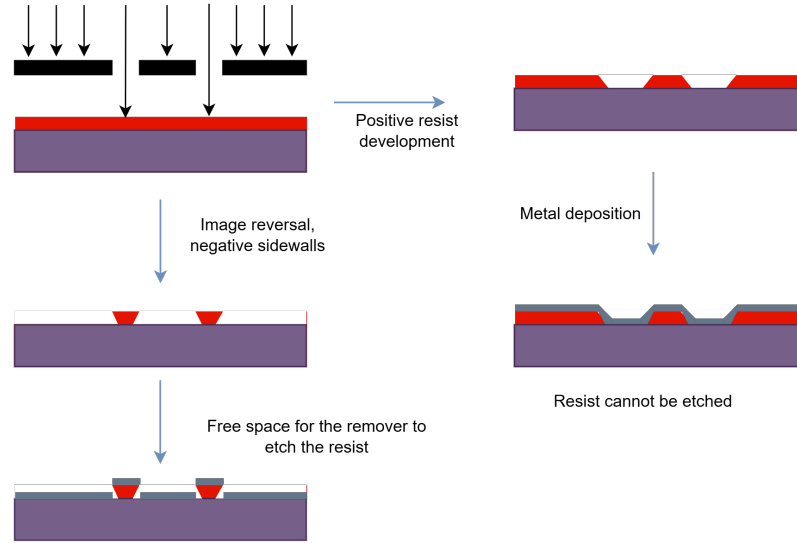 Positive resist
development
Image reversal,
negative sidewalls
Metal deposition
Resist cannot be etched
Free space for the remover to
etch the resist